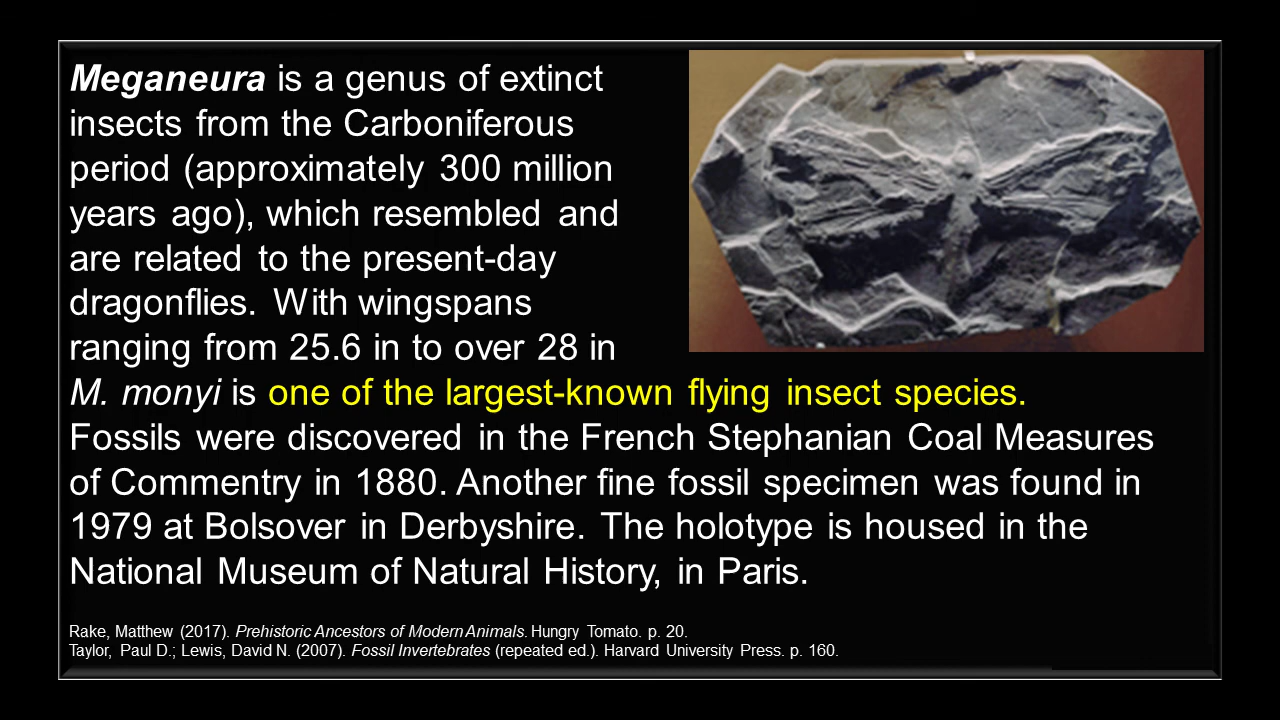 Meganeura is a genus of extinct
insects from the Carboniferous
period (approximately 300 million
years ago), which resembled and
are related to the present-day
dragonflies. With wingspans
ranging from 25.6 in to over 28 in
M. monyi is one of the largest-known flying insect species.
Fossils were discovered in the French Stephanian Coal Measures
of Commentry in 1880. Another fine fossil specimen was found in
1979 at Bolsover in Derbyshire. The holotype is housed in the
National Museum of Natural History, in Paris.
Rake, Matthew (2017). Prehistoric Ancestors of Modern Animals. Hungry Tomato. p. 20.
Taylor, Paul D.; Lewis, David N. (2007). Fossil Invertebrates (repeated ed.). Harvard University Press. p. 160.